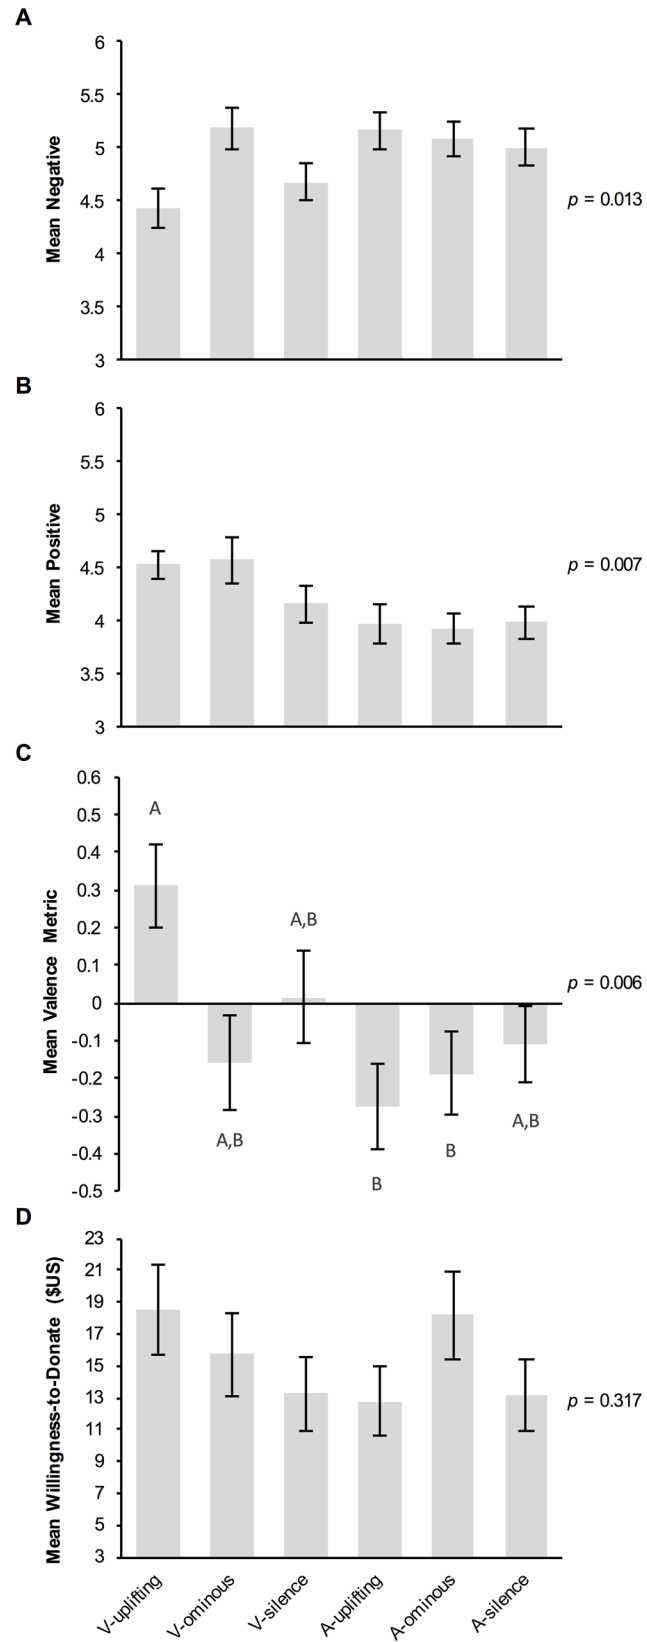 A
6
5.5
5
4.5
4
3.5
3
Mean Negative
p = 0.013
B
6
5.5
5
4.5
4
3.5
3
Mean Positive
p = 0.007
C
0.6
0.5
0.4
0.3
0.2
0.1
0
-0.1
-0.2
-0.3
-0.4
-0.5
Mean Valence Metric
A
A,B
A,B
B
B
A,B
p = 0.006
D
23
21
19
17
15
13
11
9
7
5
3
Mean Willingness-to-Donate ($US)
p = 0.317
V-uplifting
V-ominous
V-silence
A-uplifting
A-ominous
A-silence